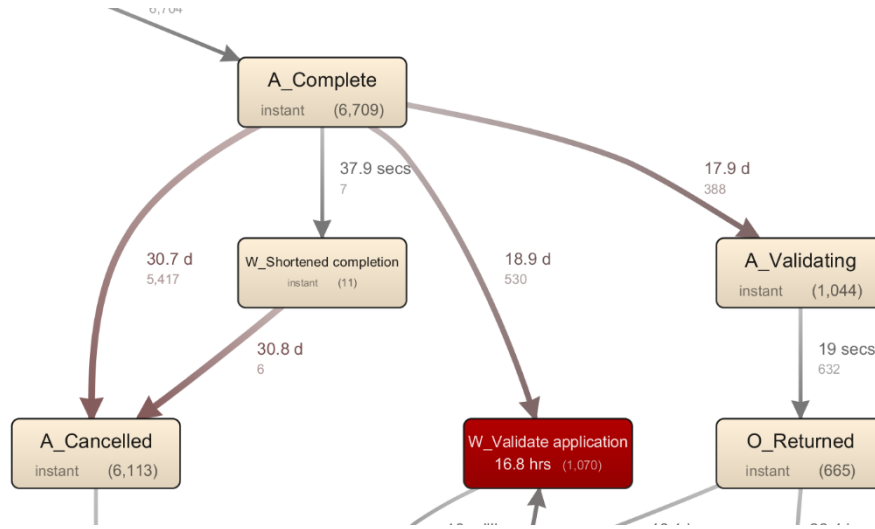 6,704
A_Complete
instant (6,709)
37.9 secs
7
17.9 d
388
30.7 d
5,417
W_Shortened completion
instant (11)
18.9 d
530
A_Validating
instant (1,044)
30.8 d
6
19 secs
632
A_Cancelled
instant (6,113)
W_Validate application
16.8 hrs (1,070)
O_Returned
instant (665)